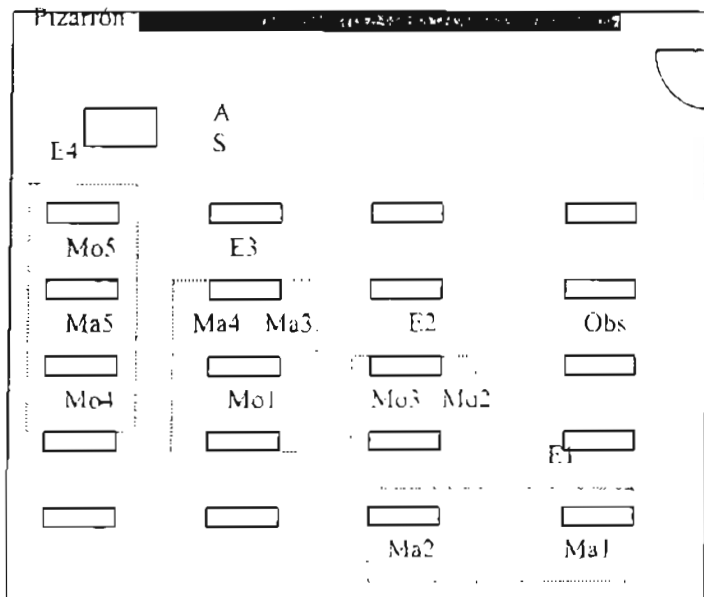 Pizarrón
A
E4 S
Mo5 E3
Ma5 Ma4 Ma3 E2 Obs
Mo4 Mo1 Mo3 Mo2
E1
Ma2 Ma1